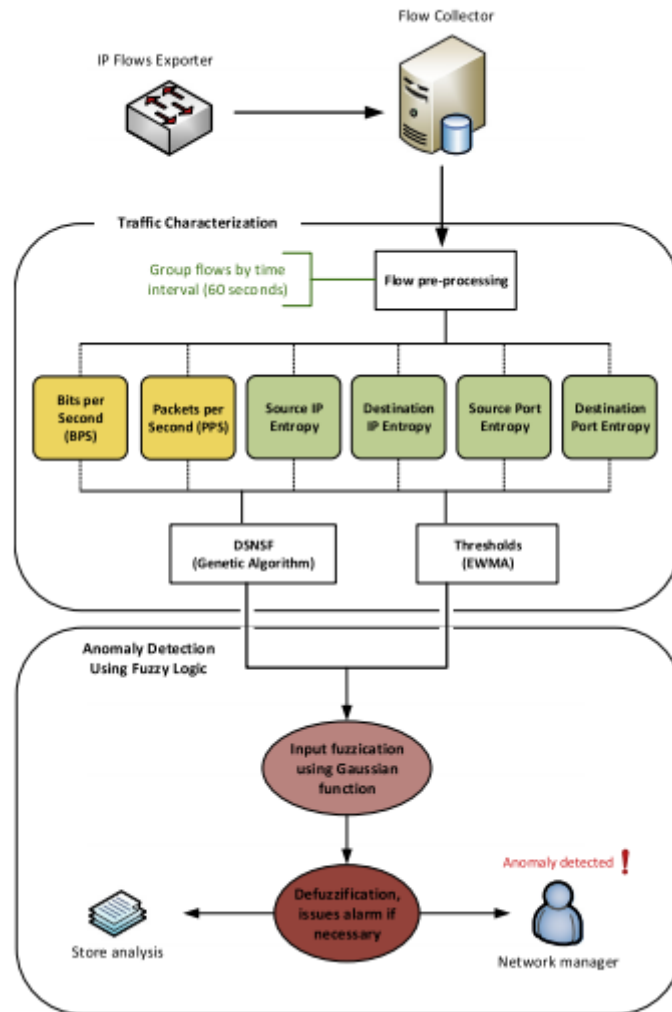 Flow Collector
IP Flows Exporter
Traffic Characterization
Group flows by time
interval (60 seconds)
Flow pre-processing
Bits per
Second
(BPS)
Packets per
Second (PPS)
Source IP
Entropy
Destination
IP Entropy
Source Port
Entropy
Destination
Port Entropy
DSNSF
(Genetic Algorithm)
Thresholds
(EWMA)
Anomaly Detection
Using Fuzzy Logic
Input fuzzication
using Gaussian
function
Anomaly detected !
Defuzzification,
issues alarm if
necessary
Store analysis
Network manager